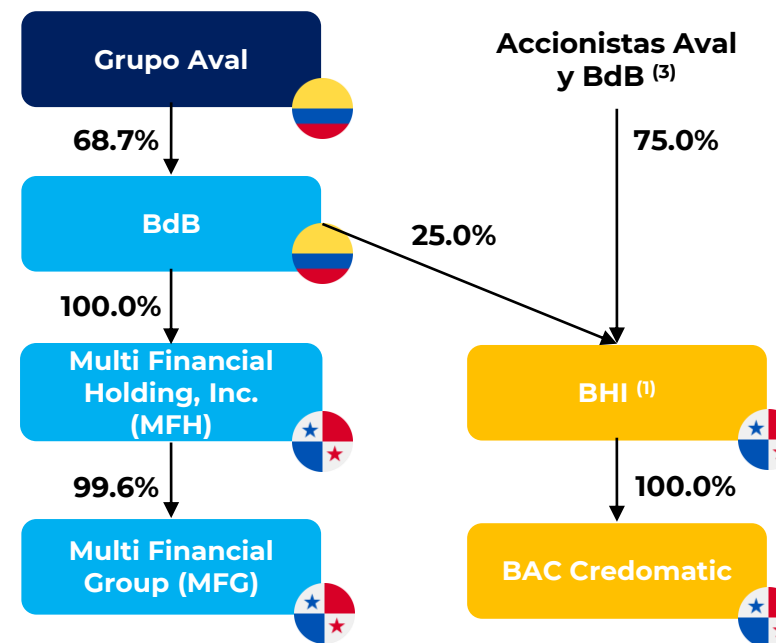 Grupo Aval
Accionistas Aval
y BdB (3)
68.7%
75.0%
BdB
25.0%
100.0%
Multi Financial
Holding, Inc.
(MFH)
BHI (1)
99.6%
100.0%
Multi Financial
Group (MFG)
BAC Credomatic